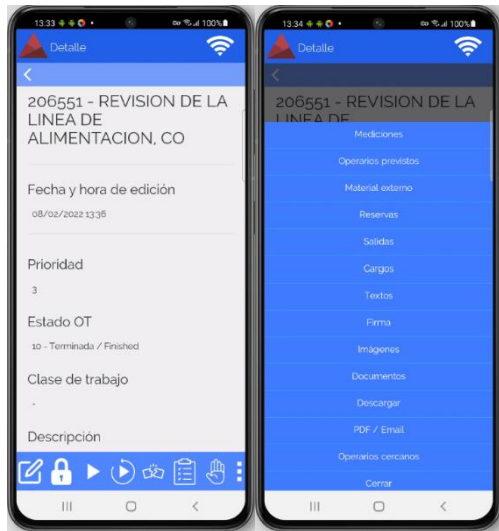 13:33
100%
Detalle
206551 - REVISION DE LA
LINEA DE
ALIMENTACION, CO
Fecha y hora de edición
08/02/2022 13:36
Prioridad
3
Estado OT
10 - Terminada / Finished
Clase de trabajo
-
Descripción
13:34
100%
Detalle
206551 - REVISION DE LA
LINEA DE
Mediciones
Operarios previstos
Material externo
Reservas
Salidas
Cargos
Textos
Firma
Imágenes
Documentos
Descargar
PDF / Email
Operarios cercanos
Cerrar